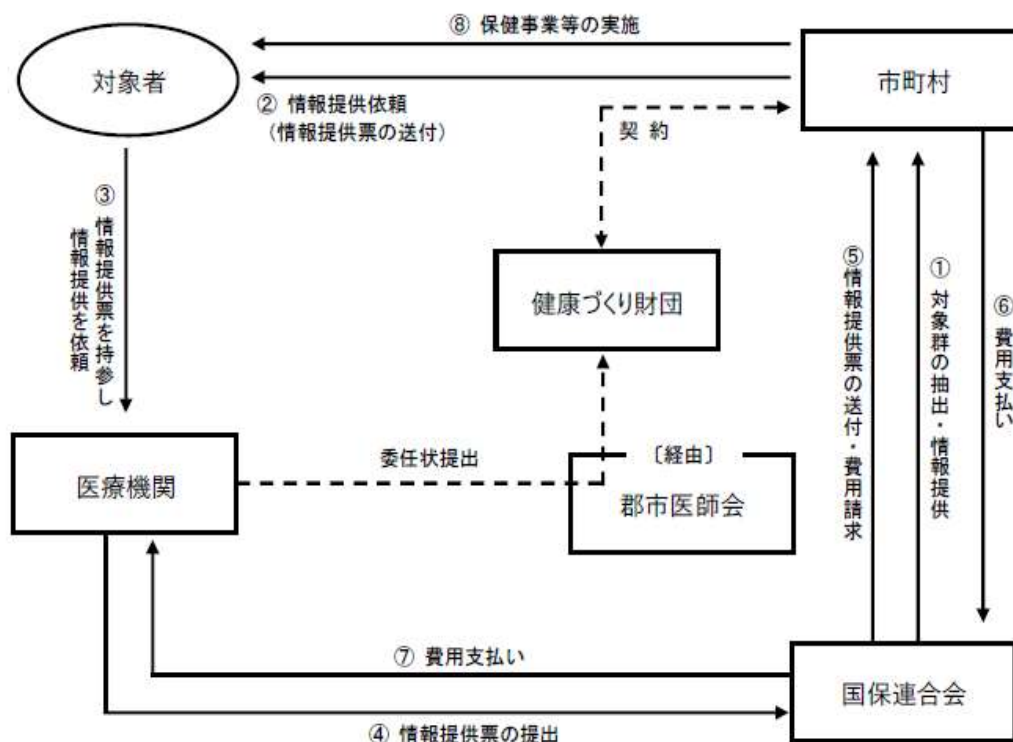 ⑧ 保健事業等の実施
対象者
市町村
② 情報提供依頼
（情報提供票の送付）
契 約
③ 情報提供票を持参し
情報提供を依頼
健康づくり財団
⑤情報提供票の送付・費用請求
① 対象群の抽出・情報提供
⑥ 費用支払い
医療機関
委任状提出
〔経由〕
郡市医師会
⑦ 費用支払い
国保連合会
④ 情報提供票の提出